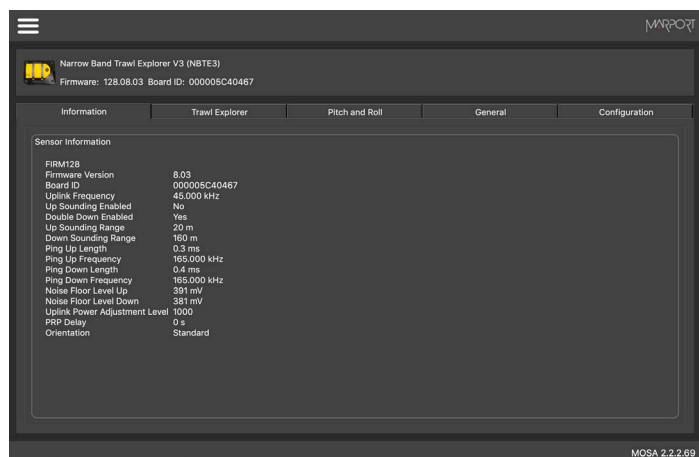 MARPORT
Narrow Band Trawl Explorer V3 (NBTE3)
Firmware: 128.08.03 Board ID: 000005C40467
Information Trawl Explorer Pitch and Roll General Configuration
Sensor Information
FIRM128
Firmware Version 8.03
Board ID 000005C40467
Uplink Frequency 45.000 kHz
Up Sounding Enabled No
Double Down Enabled Yes
Up Sounding Range 20 m
Down Sounding Range 160 m
Ping Up Length 0.3 ms
Ping Up Frequency 165.000 kHz
Ping Down Length 0.4 ms
Ping Down Frequency 165.000 kHz
Noise Floor Level Up 391 mV
Noise Floor Level Down 381 mV
Uplink Power Adjustment Level 1000
PRP Delay 0 s
Orientation Standard
MOSA 2.2.2.69